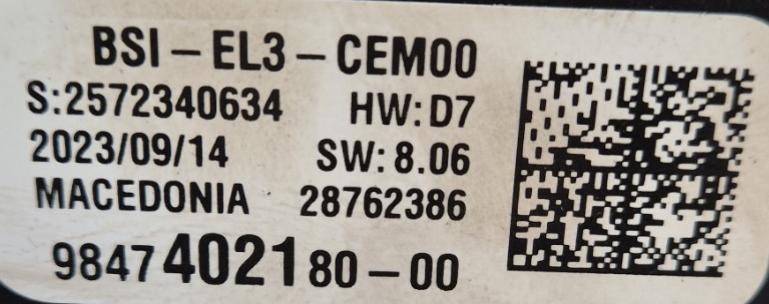 BSI – EL3 – CEM00
S:2572340634 HW:D7
2023/09/14 SW:8.06
MACEDONIA 28762386
9847402180 – 00